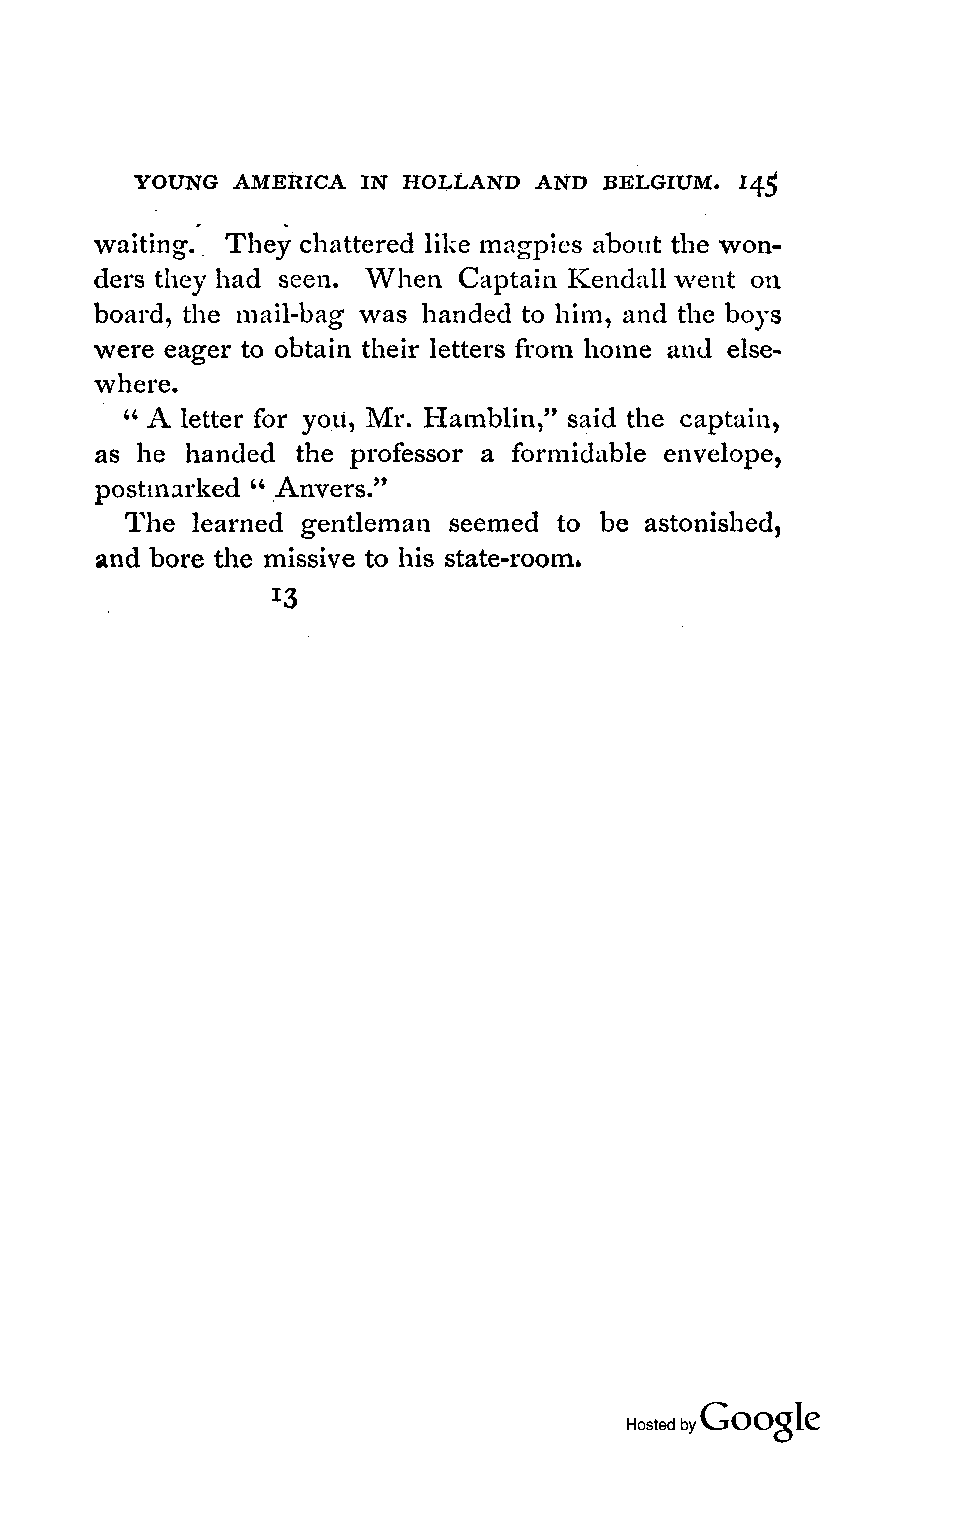 YOUNG AMERICA IN HOLLAND AND BELGIUM. 145
waiting. They chattered like magpies about the won-
ders they had seen. When Captain Kendall went on
board, the mail-bag was handed to him, and the boys
were eager to obtain their letters from home and else-
where.
“ A letter for you, Mr. Hamblin,” said the captain,
as he handed the professor a formidable envelope,
postmarked “ Anvers.”
The learned gentleman seemed to be astonished,
and bore the missive to his state-room.
13
Hosted by Google